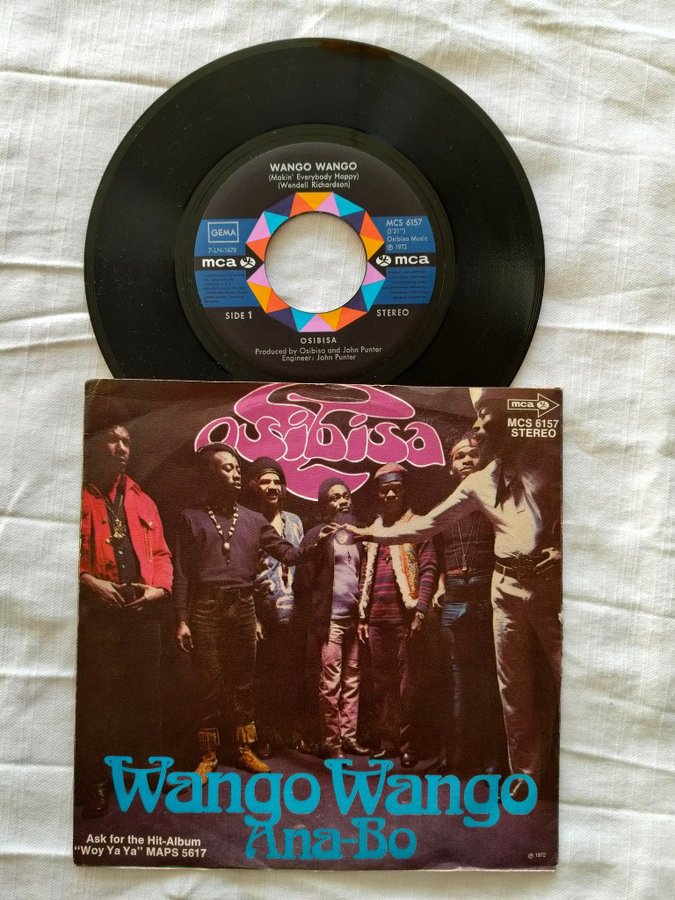 WANGO WANGO
(Makin' Everybody Happy)
(Wendell Richardson)
GEMA
7-LN-1670
mca
MCS 6157
(3'21")
Osibisa Music
℗ 1972
mca
SIDE 1
STEREO
OSIBISA
Produced by Osibisa and John Punter
Engineer: John Punter
Osibisa
mca
MCS 6157
STEREO
Wango Wango
Ana-Bo
Ask for the Hit-Album
"Woy Ya Ya" MAPS 5617
℗ 1972